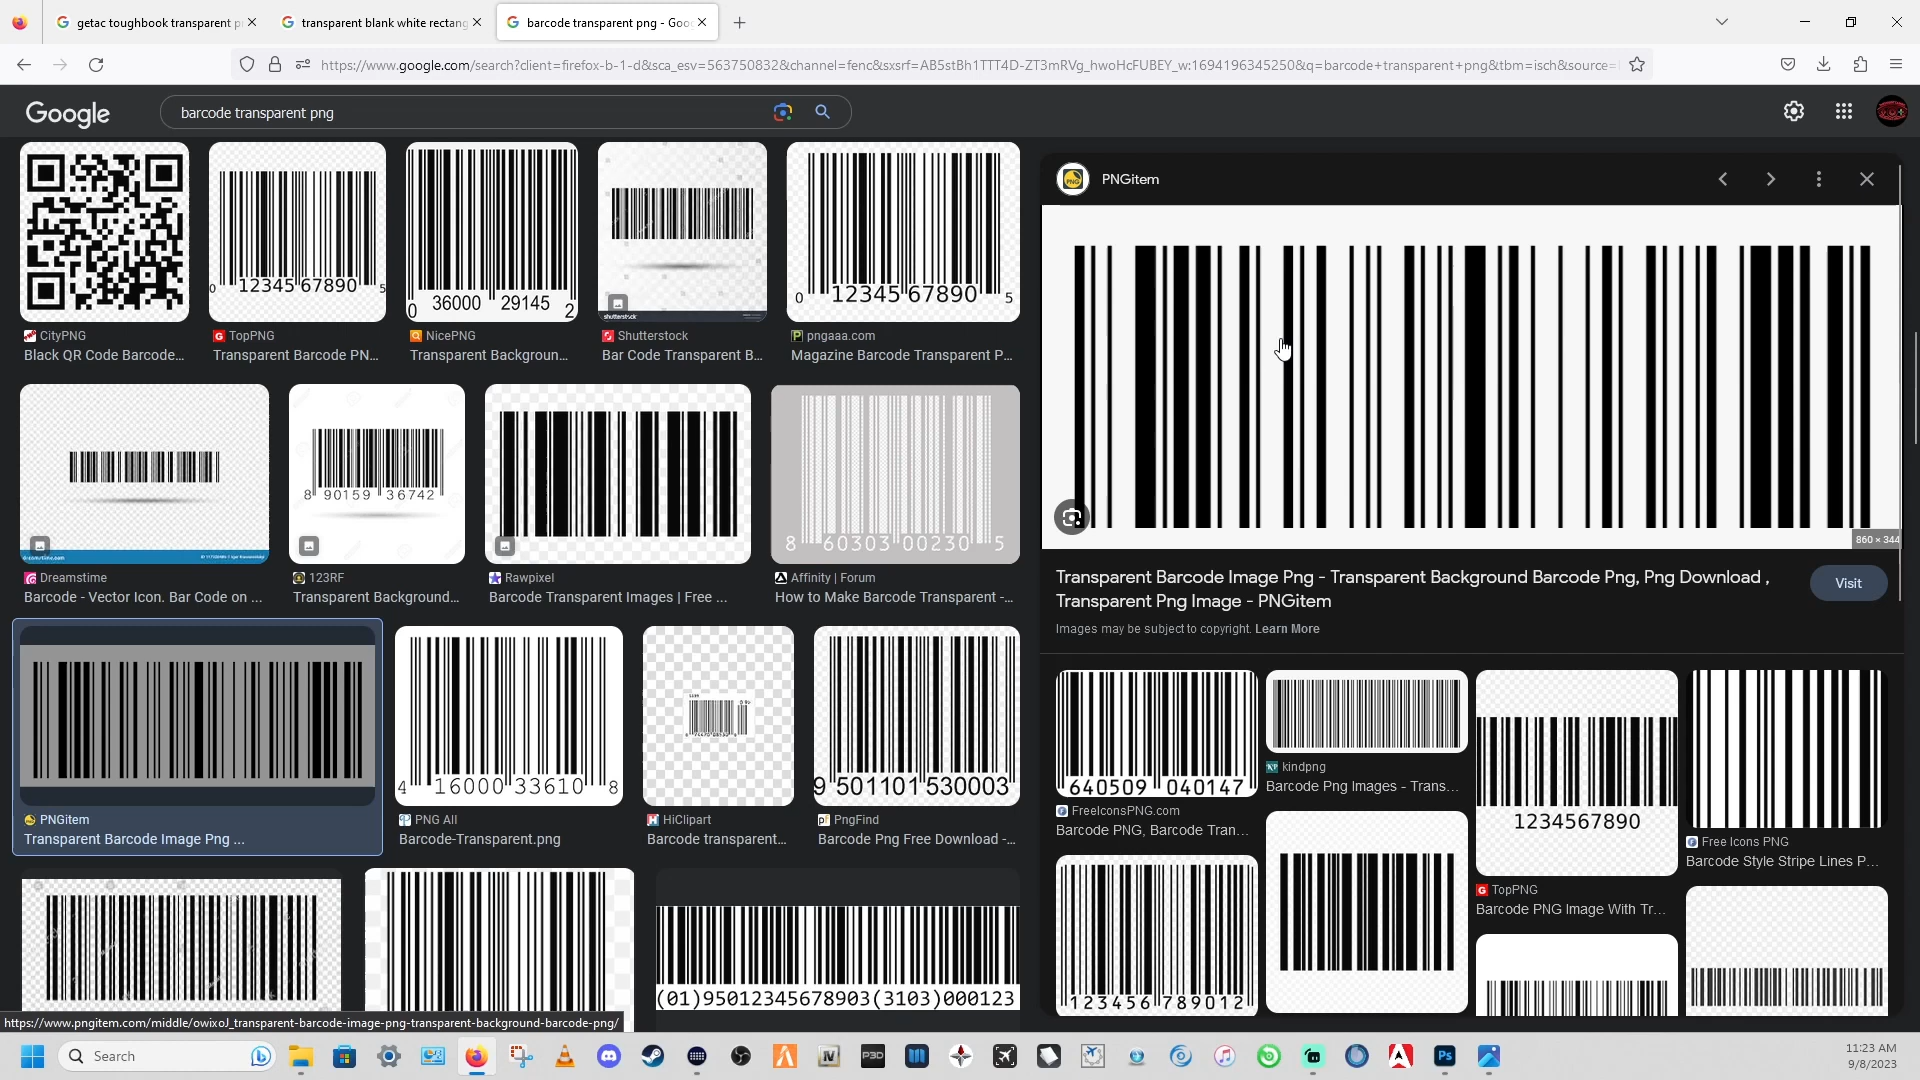 getac toughbook transparent p
transparent blank white rectang
barcode transparent png - Goo
https://www.google.com/search?client=firefox-b-1-d&sca_esv=563750832&channel=fenc&sxsrf=AB5stBh1TTT4D-ZT3mRVg_hwoHcFUBEY_w:1694196345250&q=barcode+transparent+png&tbm=isch&source=
Google
barcode transparent png
0 12345 67890 5
0 36000 29145 2
shutterstock
0 12345 67890 5
CityPNG
Black QR Code Barcode...
TopPNG
Transparent Barcode PN...
NicePNG
Transparent Backgroun...
Shutterstock
Bar Code Transparent B...
pngaaa.com
Magazine Barcode Transparent P...
PNGitem
860 × 344
dreamstime.com
8 90159 36742
8 60303 00230 5
Dreamstime
Barcode - Vector Icon. Bar Code on ...
123RF
Transparent Background...
Rawpixel
Barcode Transparent Images | Free ...
Affinity | Forum
How to Make Barcode Transparent -...
Transparent Barcode Image Png - Transparent Background Barcode Png, Png Download ,
Transparent Png Image - PNGitem
Visit
Images may be subject to copyright. Learn More
4 16000 33610 8
9 501101 530003
PNGitem
Transparent Barcode Image Png ...
PNG All
Barcode-Transparent.png
HiClipart
Barcode transparent...
PngFind
Barcode Png Free Download -...
640509 040147
FreeIconsPNG.com
Barcode PNG, Barcode Tran...
kindpng
Barcode Png Images - Trans...
1234567890
TopPNG
Barcode PNG Image With Tr...
Free Icons PNG
Barcode Style Stripe Lines P...
(01)95012345678903(3103)000123
123456 789012
https://www.pngitem.com/middle/owixoJ_transparent-barcode-image-png-transparent-background-barcode-png/
Search
P3D
Ps
11:23 AM
9/8/2023